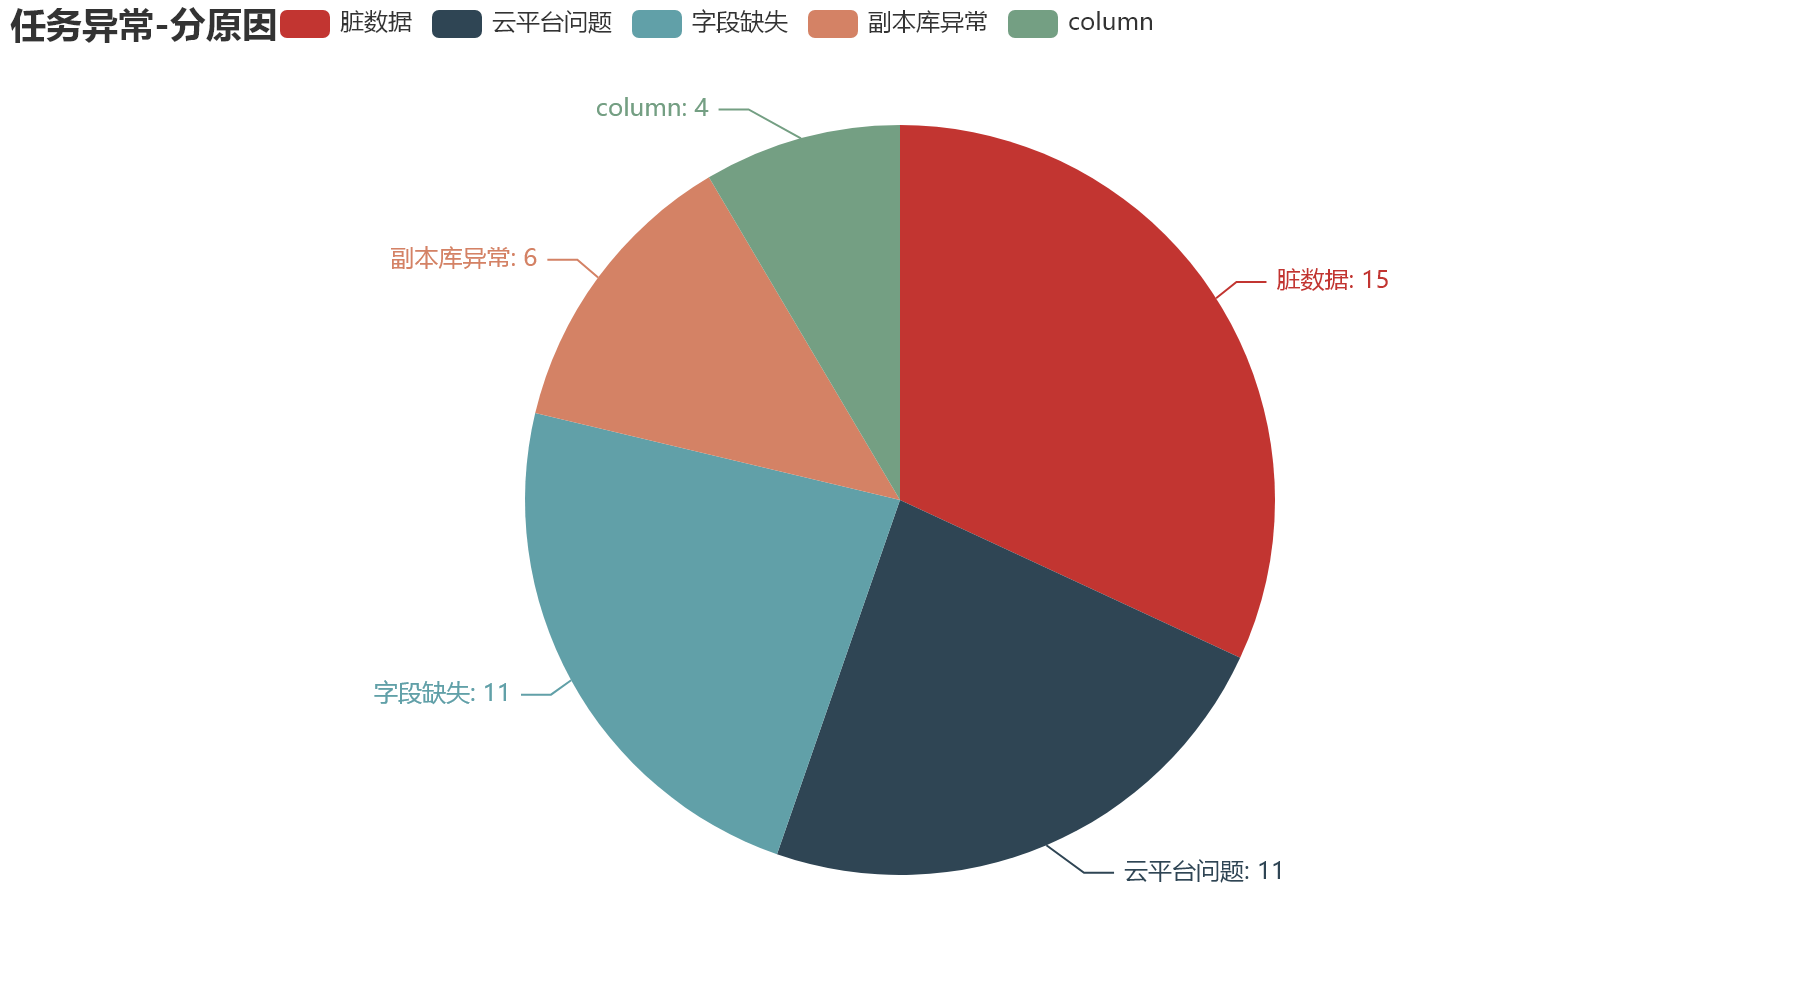 任务异常-分原因
脏数据
云平台问题
字段缺失
副本库异常
column
column: 4
副本库异常: 6
脏数据: 15
字段缺失: 11
云平台问题: 11